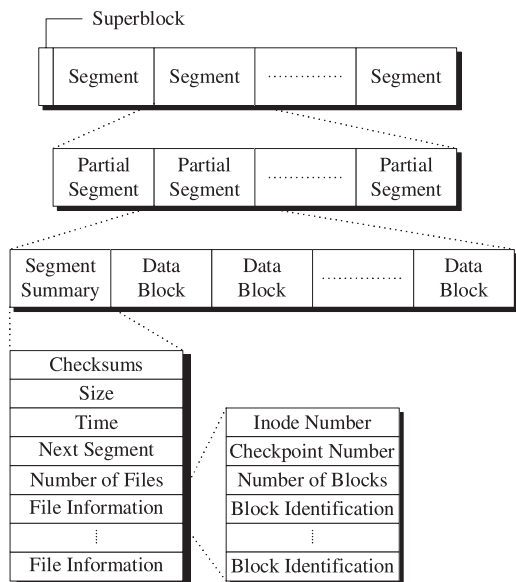 Superblock
Segment Segment Segment
Partial Partial Partial
Segment Segment Segment
Segment Data Data Data
Summary Block Block Block
Checksums
Size
Time
Next Segment
Number of Files
File Information
File Information
Inode Number
Checkpoint Number
Number of Blocks
Block Identification
Block Identification